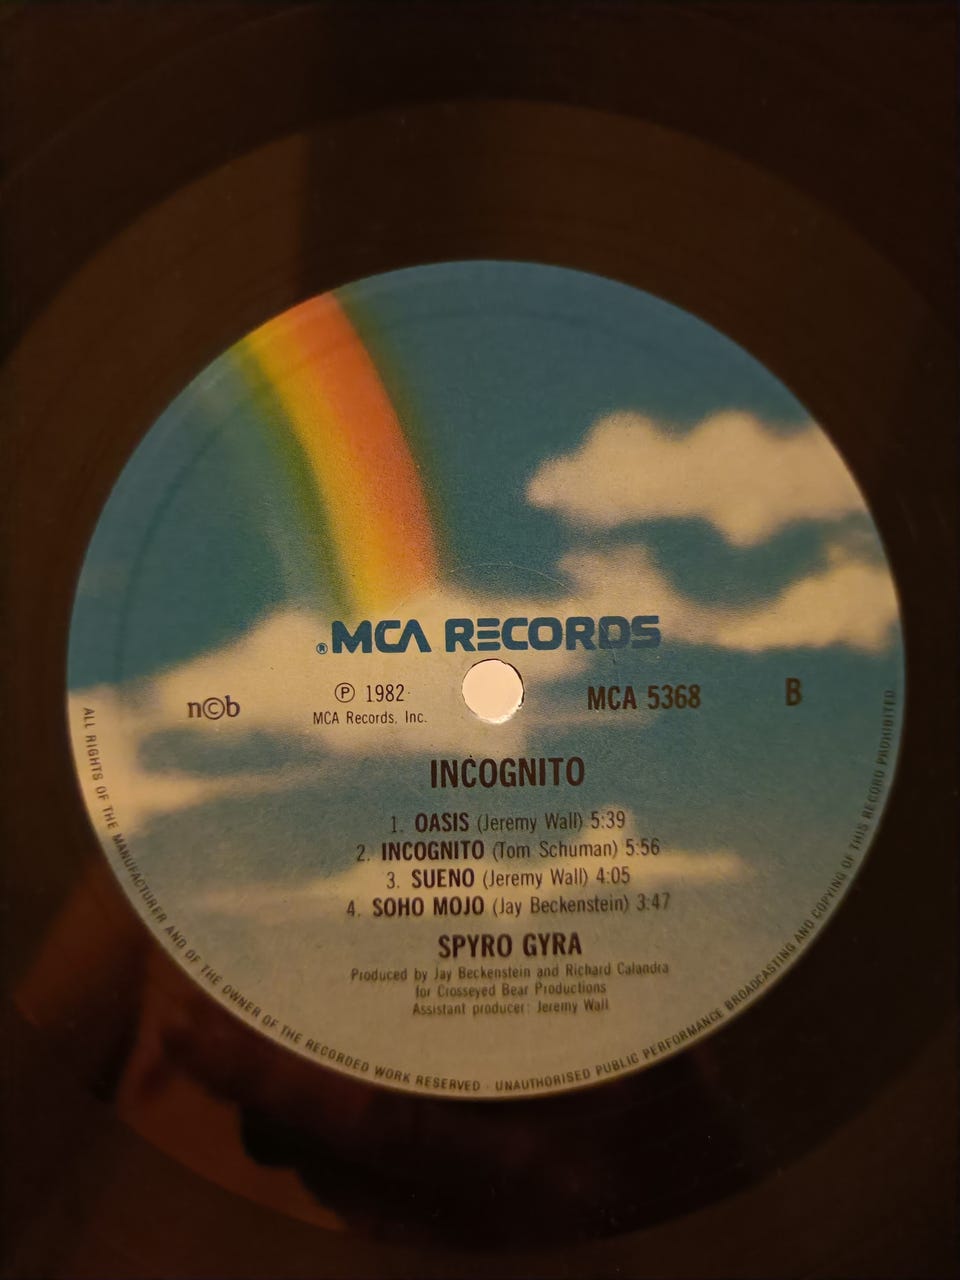 ®MCA RECORDS
n©b
℗ 1982
MCA Records, Inc.
MCA 5368
B
INCOGNITO
1. OASIS (Jeremy Wall) 5:39
2. INCOGNITO (Tom Schuman) 5:56
3. SUENO (Jeremy Wall) 4:05
4. SOHO MOJO (Jay Beckenstein) 3:47
SPYRO GYRA
Produced by Jay Beckenstein and Richard Calandra
for Crosseyed Bear Productions
Assistant producer: Jeremy Wall
ALL RIGHTS OF THE MANUFACTURER AND OF THE OWNER OF THE RECORDED WORK RESERVED · UNAUTHORISED PUBLIC PERFORMANCE BROADCASTING AND COPYING OF THIS RECORD PROHIBITED.